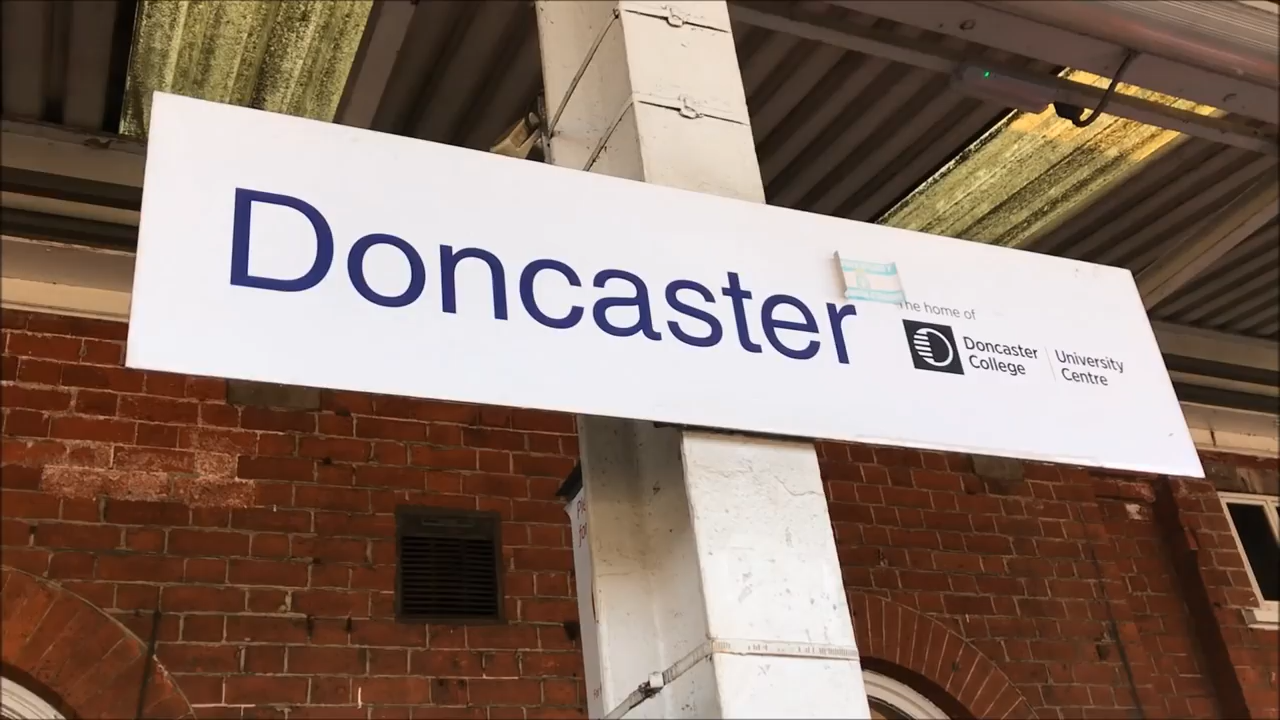 Doncaster
The home of
Doncaster
College
University
Centre